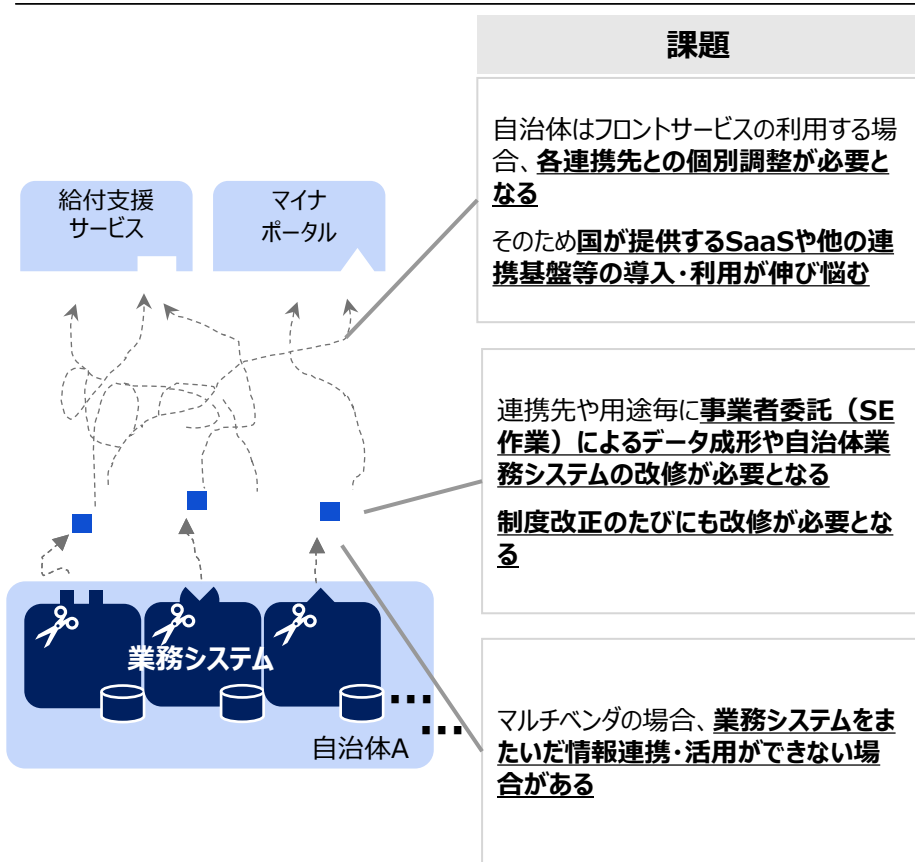 課題
自治体はフロントサービスの利用する場
合、各連携先との個別調整が必要と
なる
そのため国が提供するSaaSや他の連
携基盤等の導入・利用が伸び悩む
給付支援
サービス
マイナ
ポータル
連携先や用途毎に事業者委託（SE
作業）によるデータ成形や自治体業
務システムの改修が必要となる
制度改正のたびにも改修が必要とな
る
業務システム
…
…
自治体A
マルチベンダの場合、業務システムをま
たいだ情報連携・活用ができない場
合がある